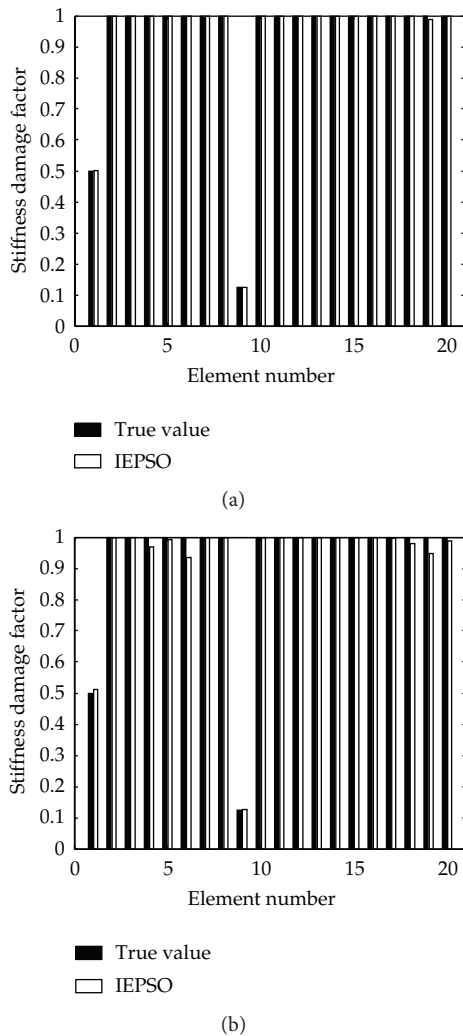 1
0.9
0.8
0.7
0.6
0.5
0.4
0.3
0.2
0.1
0
Stiffness damage factor
0 5 10 15 20
Element number
True value
IEPSO
(a)
1
0.9
0.8
0.7
0.6
0.5
0.4
0.3
0.2
0.1
0
Stiffness damage factor
0 5 10 15 20
Element number
True value
IEPSO
(b)